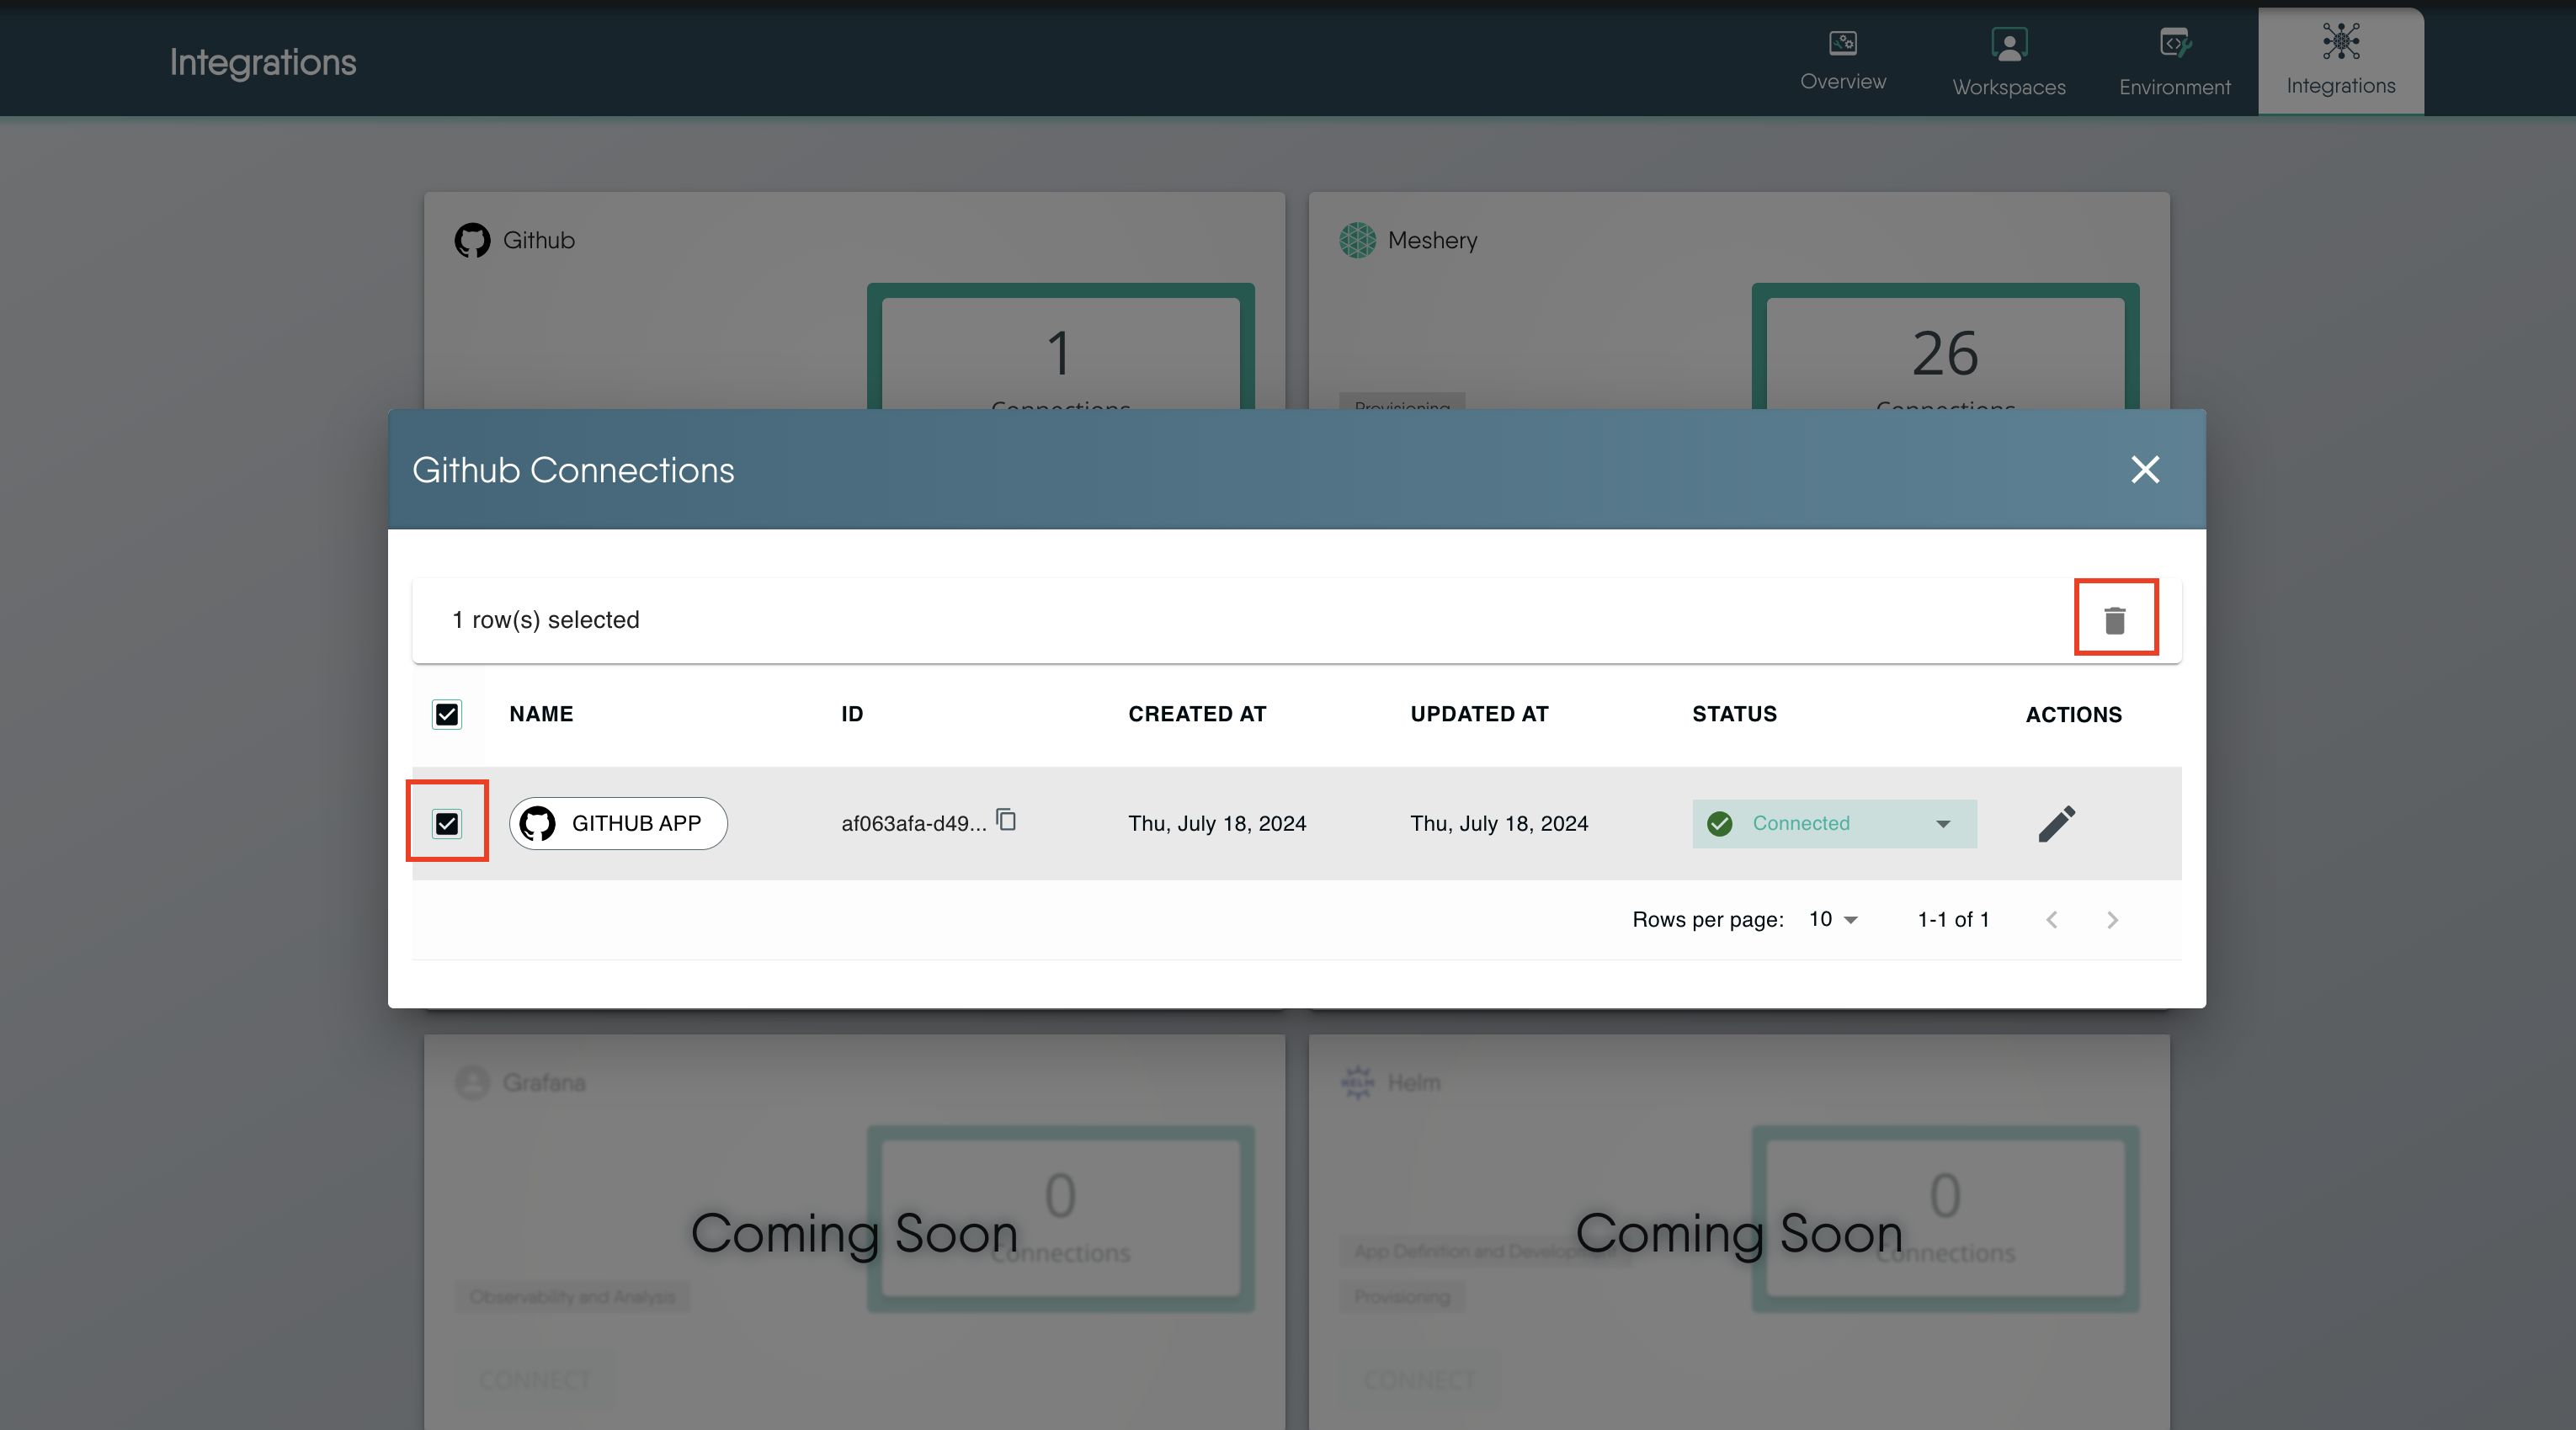 Integrations
Overview
Workspaces
Environment
Integrations
Github
Meshery
1
26
Connections
Provisioning
Connections
Github Connections
1 row(s) selected
NAME ID CREATED AT UPDATED AT STATUS ACTIONS
GITHUB APP af063afa-d49... Thu, July 18, 2024 Thu, July 18, 2024 Connected
Rows per page: 10 1-1 of 1
Grafana
HELM Helm
0
0
Coming Soon
Connections
Coming Soon
Connections
App Definition and Development
Observability and Analysis
Provisioning
CONNECT
CONNECT